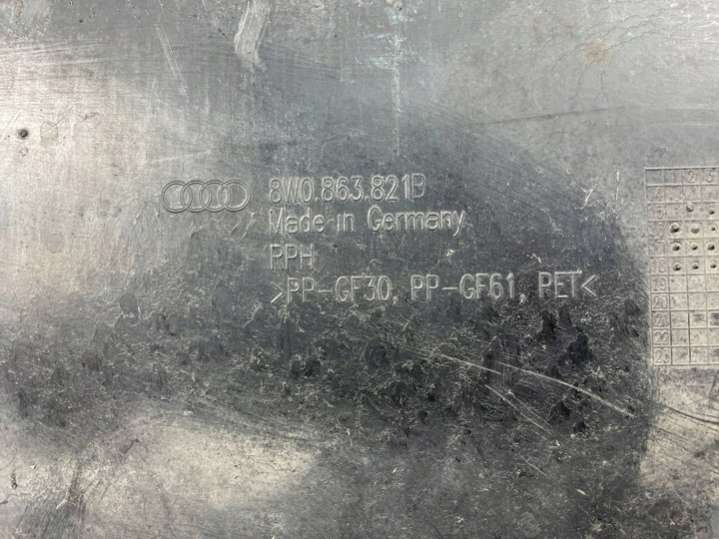 8W0.863.821B
Made in Germany
PPH
>PP-GF30, PP-GF61, PET<